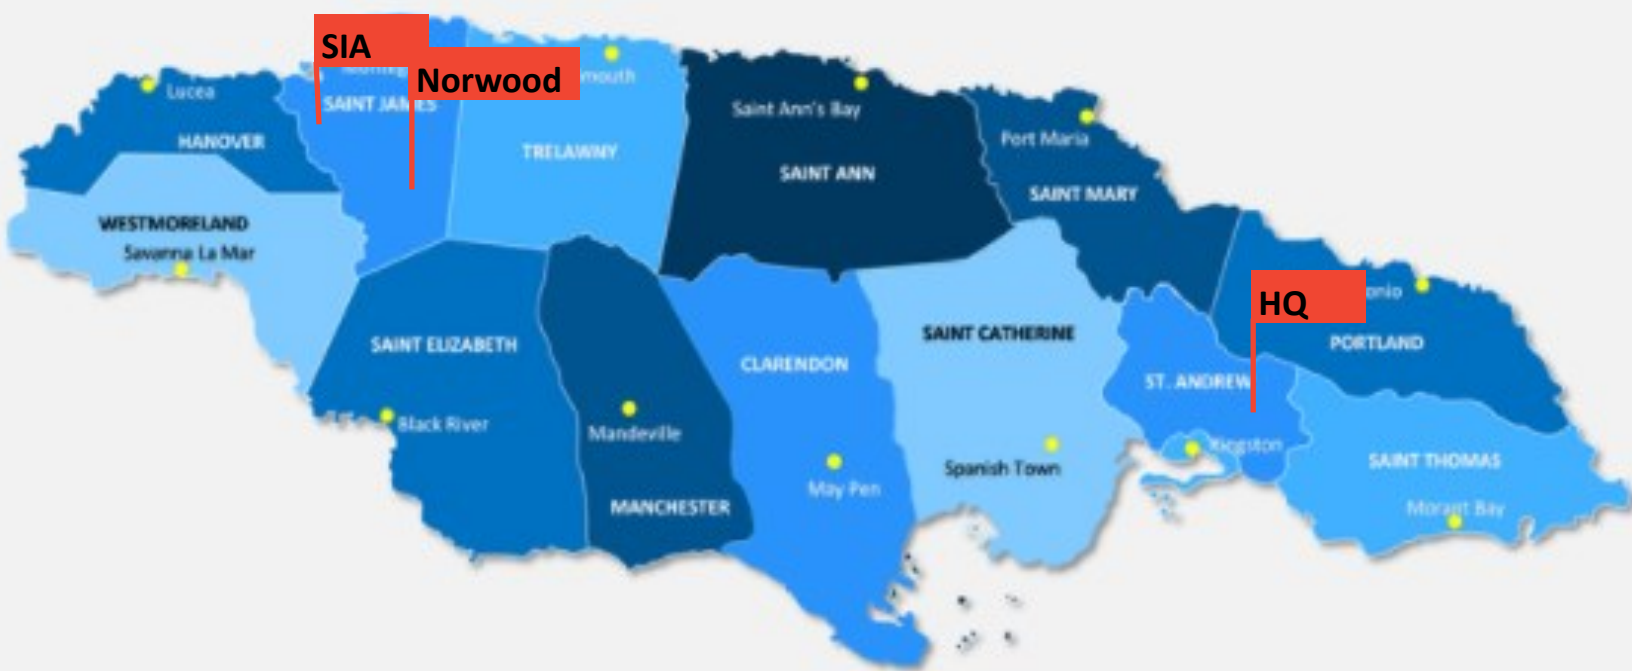 SIA
Norwood
mouth
Lucea
SAINT JAMES
HANOVER
TRELAWNY
Saint Ann's Bay
SAINT ANN
Port Maria
SAINT MARY
WESTMORELAND
Savanna La Mar
HQ
onio
PORTLAND
SAINT ELIZABETH
CLARENDON
SAINT CATHERINE
ST. ANDREW
Black River
Mandeville
Kingston
MANCHESTER
May Pen
Spanish Town
SAINT THOMAS
Morant Bay